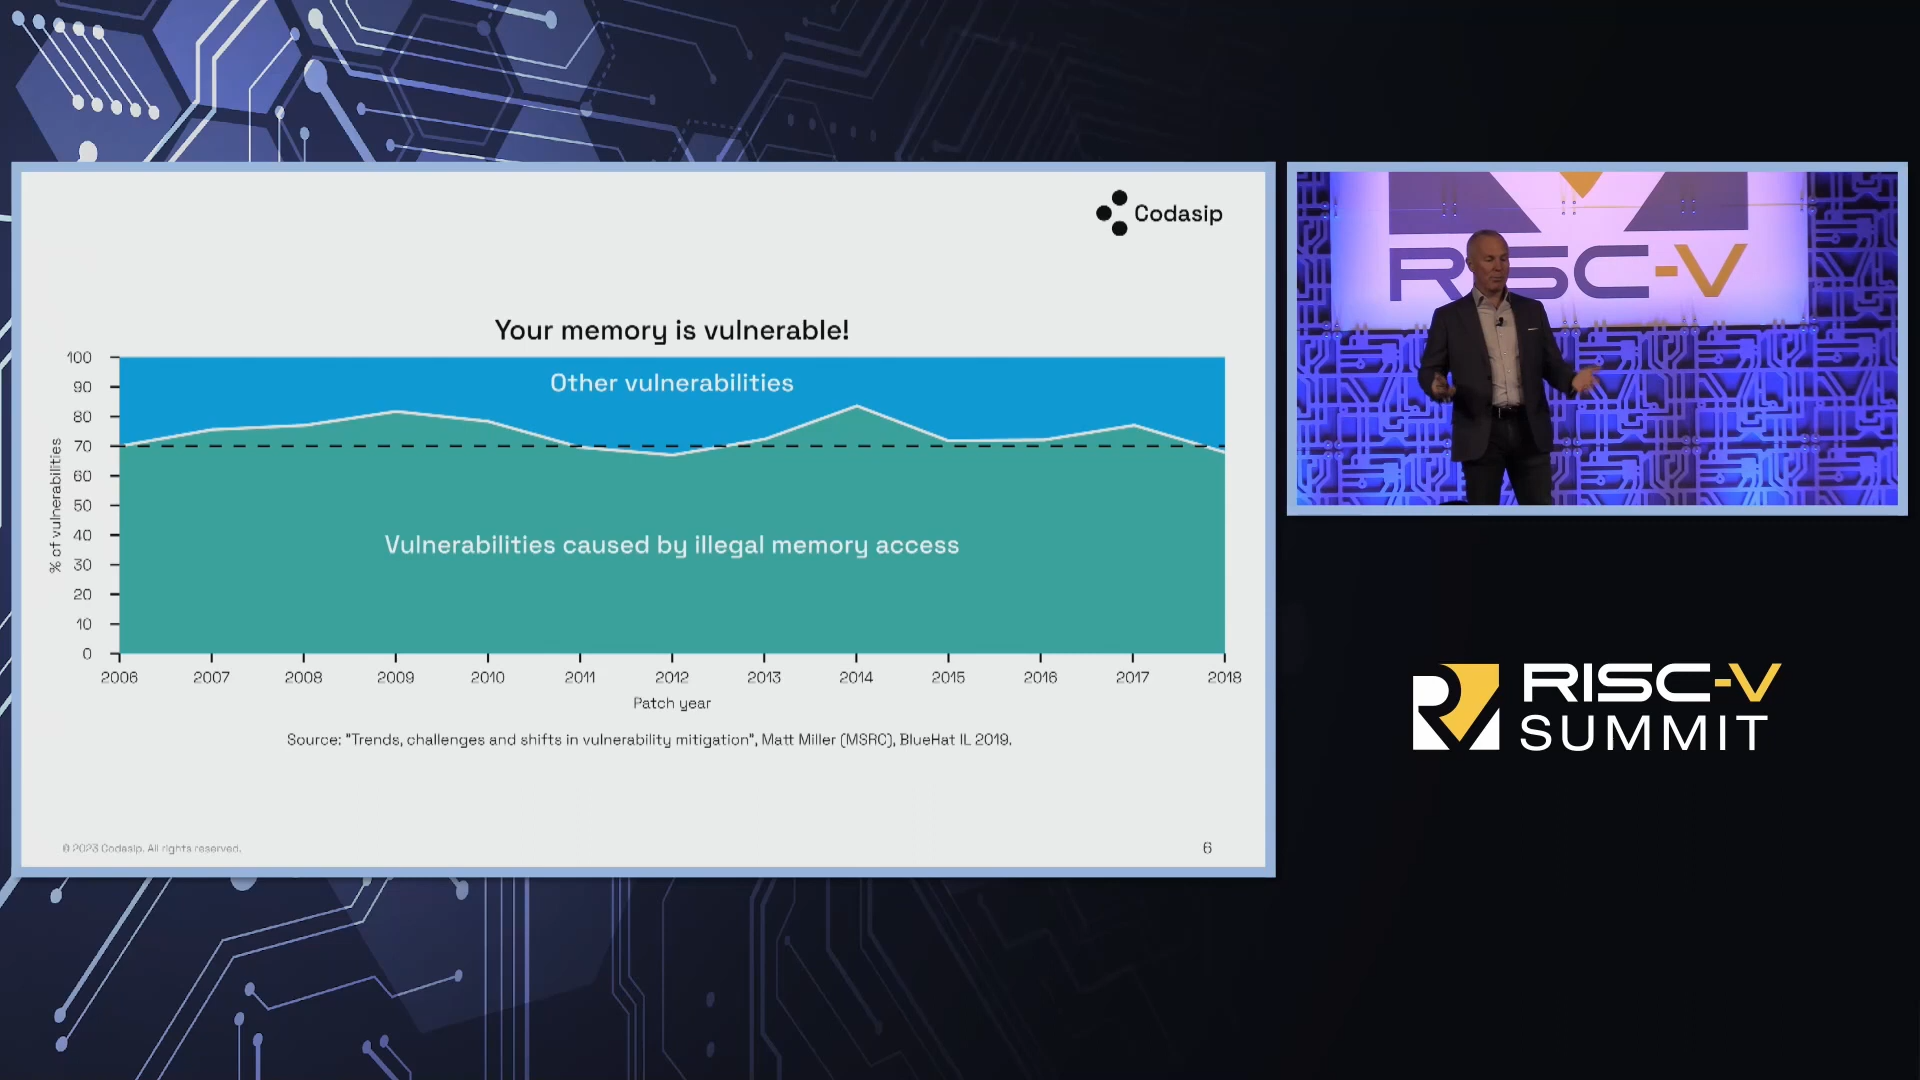 Codasip
Your memory is vulnerable!
100
90
80
70
60
50
40
30
20
10
0
% of vulnerabilities
Other vulnerabilities
Vulnerabilities caused by illegal memory access
2006 2007 2008 2009 2010 2011 2012 2013 2014 2015 2016 2017 2018
Patch year
Source: "Trends, challenges and shifts in vulnerability mitigation", Matt Miller (MSRC), BlueHat IL 2019.
© 2023 Codasip. All rights reserved.
6
RISC-V
RISC-V
SUMMIT